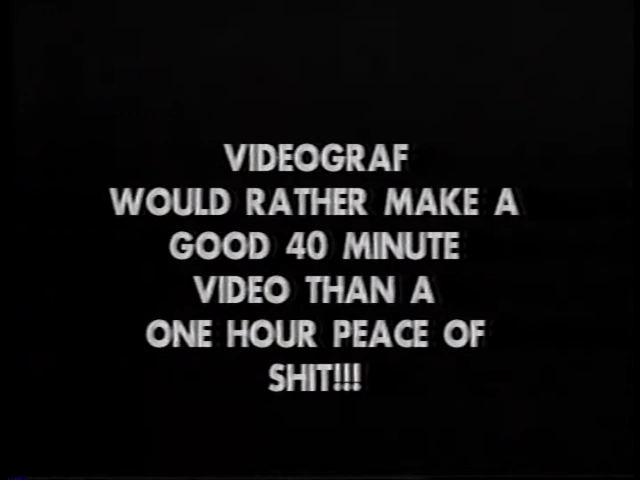 VIDEOGRAF
WOULD RATHER MAKE A
GOOD 40 MINUTE
VIDEO THAN A
ONE HOUR PEACE OF
SHIT!!!